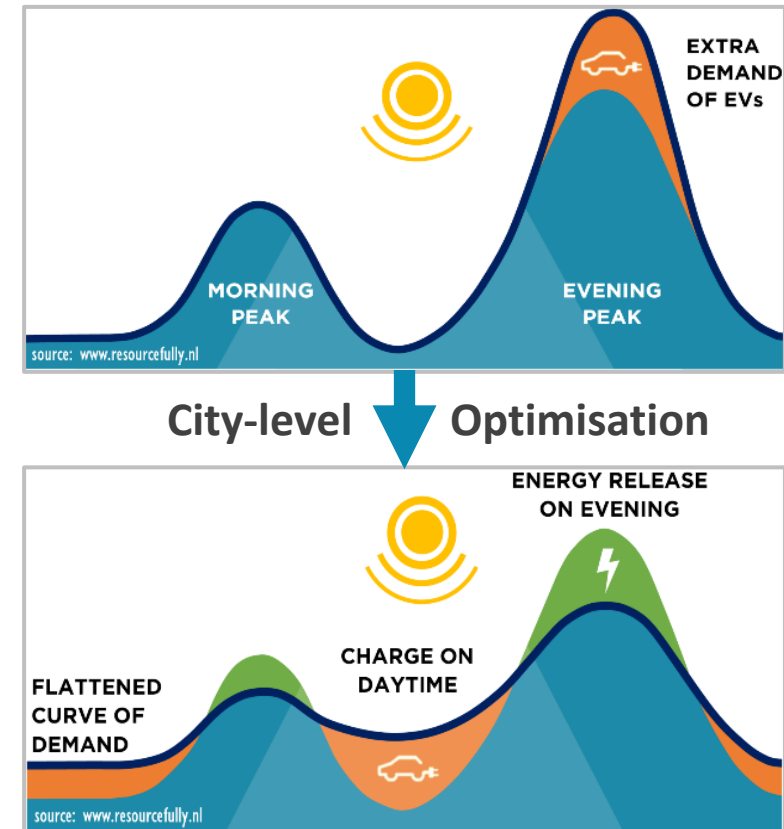 EXTRA
DEMAND
OF EVs
MORNING
PEAK
EVENING
PEAK
source: www.resourcefully.nl
City-level Optimisation
ENERGY RELEASE
ON EVENING
CHARGE ON
DAYTIME
FLATTENED
CURVE OF
DEMAND
source: www.resourcefully.nl